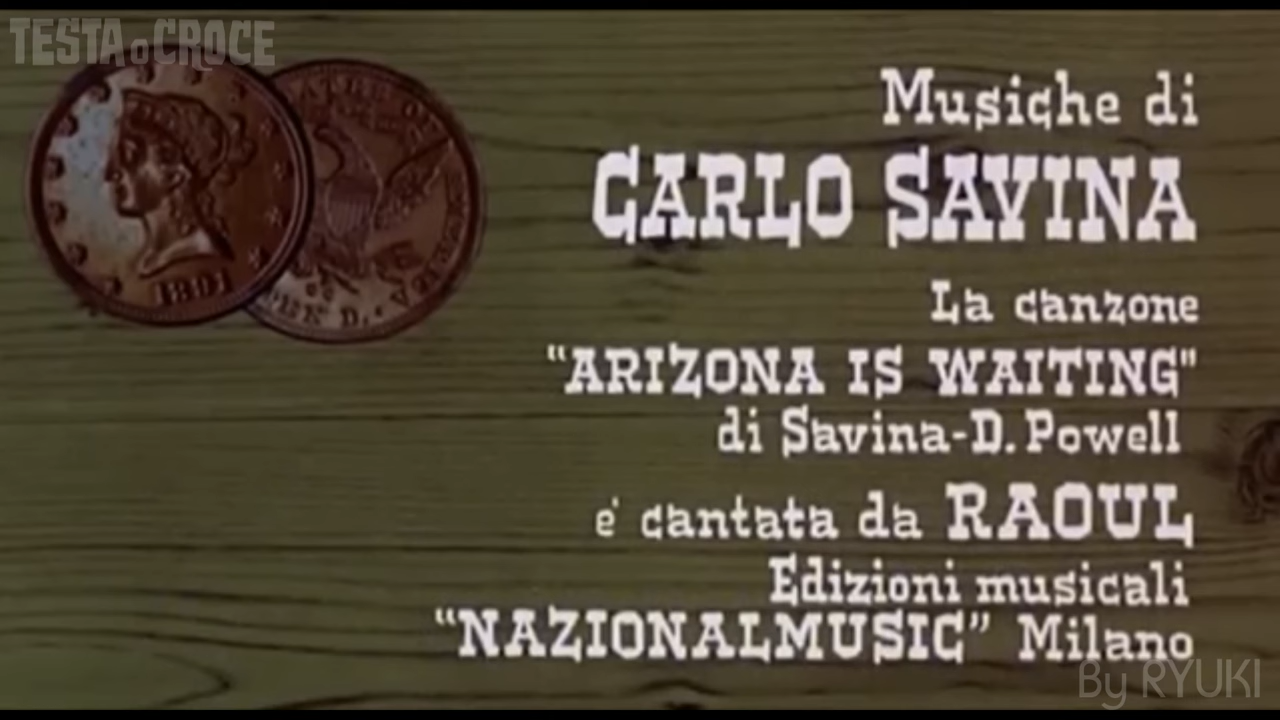 TESTA o CROCE
Musiche di
CARLO SAVINA
La canzone
"ARIZONA IS WAITING"
di Savina-D. Powell
e' cantata da RAOUL
Edizioni musicali
"NAZIONALMUSIC" Milano
By RYUKI